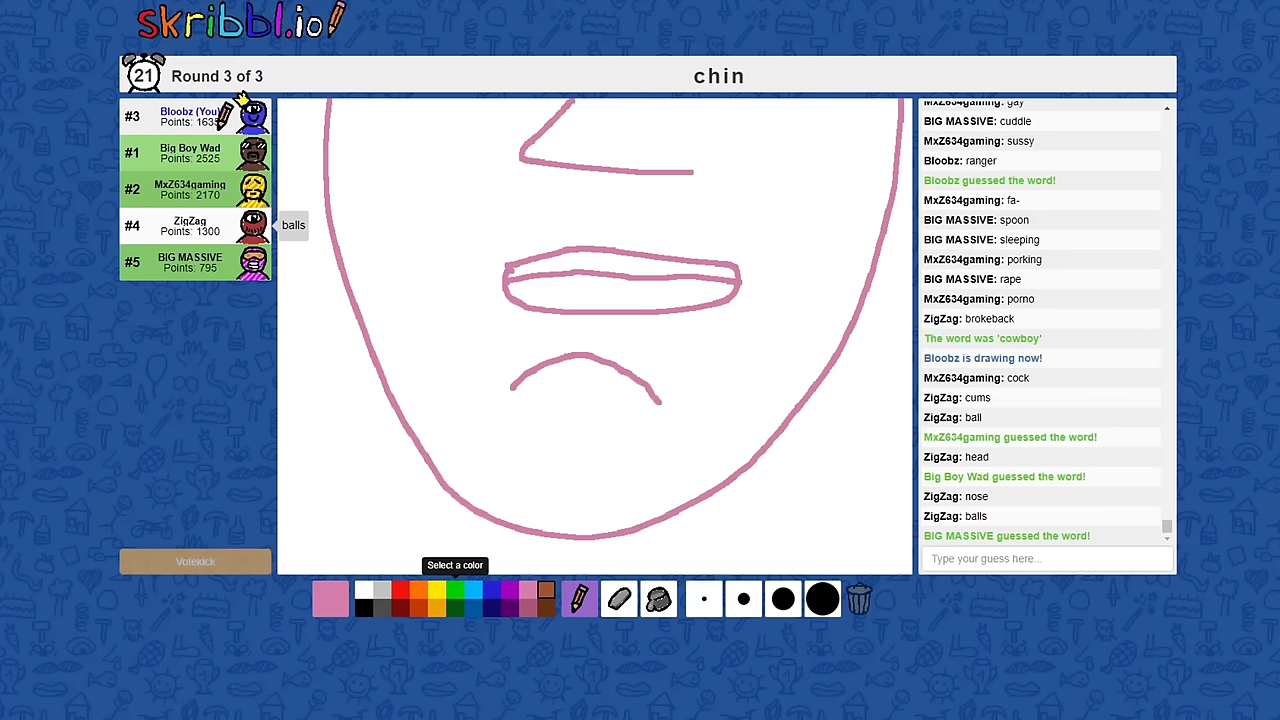 skribbl.io
21
Round 3 of 3
chin
#3
Bloobz (You)
Points: 1635
#1
Big Boy Wad
Points: 2525
#2
MxZ634gaming
Points: 2170
#4
ZigZag
Points: 1300
balls
#5
BIG MASSIVE
Points: 795
Votekick
Select a color
MxZ634gaming: gay
BIG MASSIVE: cuddle
MxZ634gaming: sussy
Bloobz: ranger
Bloobz guessed the word!
MxZ634gaming: fa-
BIG MASSIVE: spoon
BIG MASSIVE: sleeping
MxZ634gaming: porking
BIG MASSIVE: rape
MxZ634gaming: porno
ZigZag: brokeback
The word was 'cowboy'
Bloobz is drawing now!
MxZ634gaming: cock
ZigZag: cums
ZigZag: ball
MxZ634gaming guessed the word!
ZigZag: head
Big Boy Wad guessed the word!
ZigZag: nose
ZigZag: balls
BIG MASSIVE guessed the word!
Type your guess here...